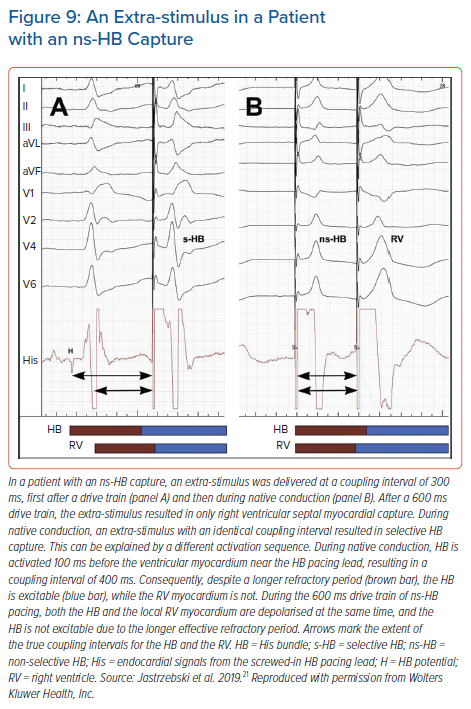 Figure 9: An Extra-stimulus in a Patient
with an ns-HB Capture
A
B
I
II
III
aVL
aVF
V1
V2
V4
V6
s-HB
ns-HB
RV
H
His
HB
RV
HB
RV
In a patient with an ns-HB capture, an extra-stimulus was delivered at a coupling interval of 300
ms, first after a drive train (panel A) and then during native conduction (panel B). After a 600 ms
drive train, the extra-stimulus resulted in only right ventricular septal myocardial capture. During
native conduction, an extra-stimulus with an identical coupling interval resulted in selective HB
capture. This can be explained by a different activation sequence. During native conduction, HB is
activated 100 ms before the ventricular myocardium near the HB pacing lead, resulting in a
coupling interval of 400 ms. Consequently, despite a longer refractory period (brown bar), the HB
is excitable (blue bar), while the RV myocardium is not. During the 600 ms drive train of ns-HB
pacing, both the HB and the local RV myocardium are depolarised at the same time, and the
HB is not excitable due to the longer effective refractory period. Arrows mark the extent of
the true coupling intervals for the HB and the RV. HB = His bundle; s-HB = selective HB; ns-HB =
non-selective HB; His = endocardial signals from the screwed-in HB pacing lead; H = HB potential;
RV = right ventricle. Source: Jastrzebski et al. 2019.21 Reproduced with permission from Wolters
Kluwer Health, Inc.